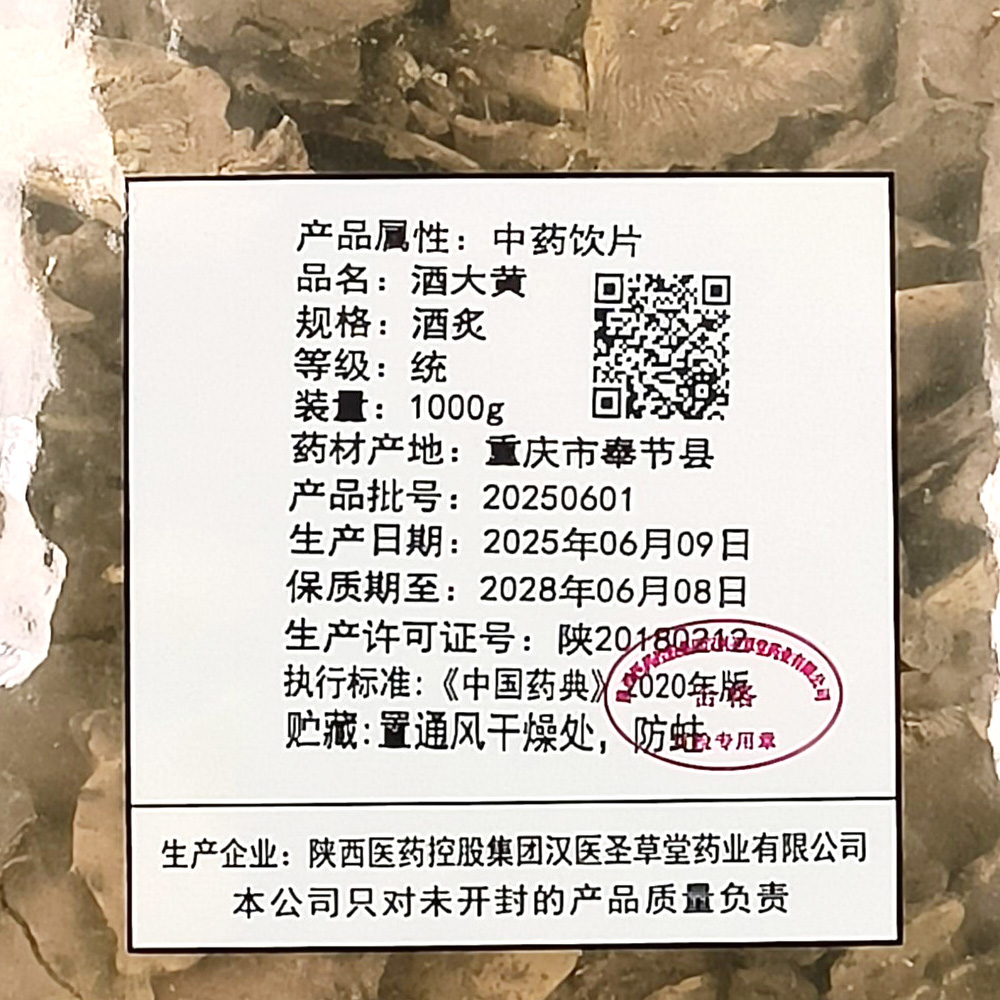 产品属性：中药饮片
品名：酒大黄
规格：酒炙
等级：统
装量：1000g
药材产地：重庆市奉节县
产品批号：20250601
生产日期：2025年06月09日
保质期至：2028年06月08日
生产许可证号：陕20180212
执行标准:《中国药典》2020年版
贮藏:置通风干燥处，防蛀
合格
质检专用章
生产企业：陕西医药控股集团汉医圣草堂药业有限公司
本公司只对未开封的产品质量负责